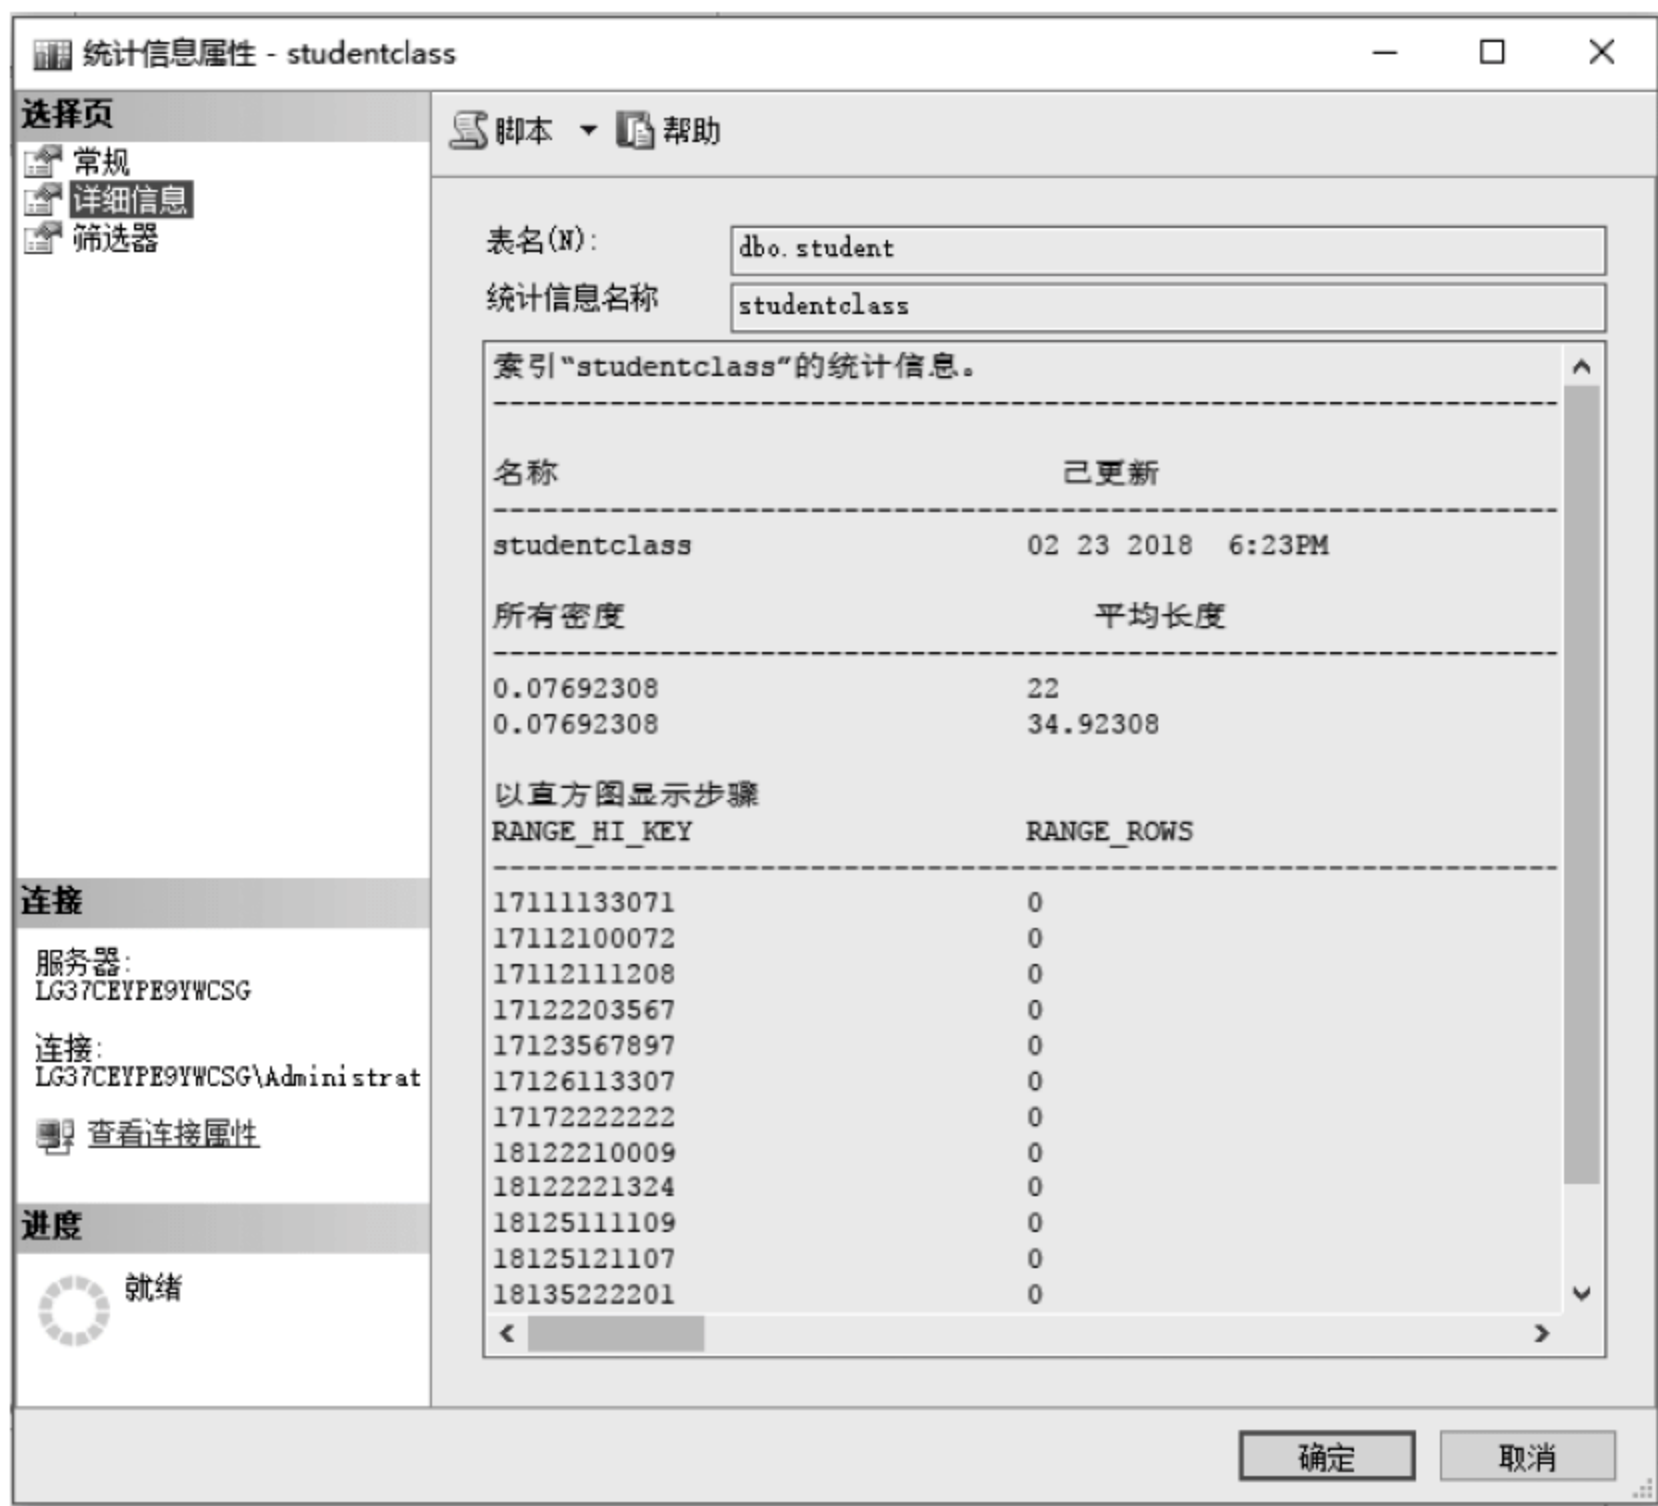 统计信息属性 - studentclass
选择页
常规
详细信息
筛选器
脚本 帮助
表名(N): dbo.student
统计信息名称 studentclass
索引“studentclass”的统计信息。
--------------------------------------------------------------
名称 已更新
--------------------------------------------------------------
studentclass 02 23 2018 6:23PM
所有密度 平均长度
--------------------------------------------------------------
0.07692308 22
0.07692308 34.92308
以直方图显示步骤
RANGE_HI_KEY RANGE_ROWS
--------------------------------------------------------------
17111133071 0
17112100072 0
17112111208 0
17122203567 0
17123567897 0
17126113307 0
17172222222 0
18122210009 0
18122221324 0
18125111109 0
18125121107 0
18135222201 0
连接
服务器:
LG37CEYPE9YWCSG
连接:
LG37CEYPE9YWCSG\Administrat
查看连接属性
进度
就绪
确定 取消